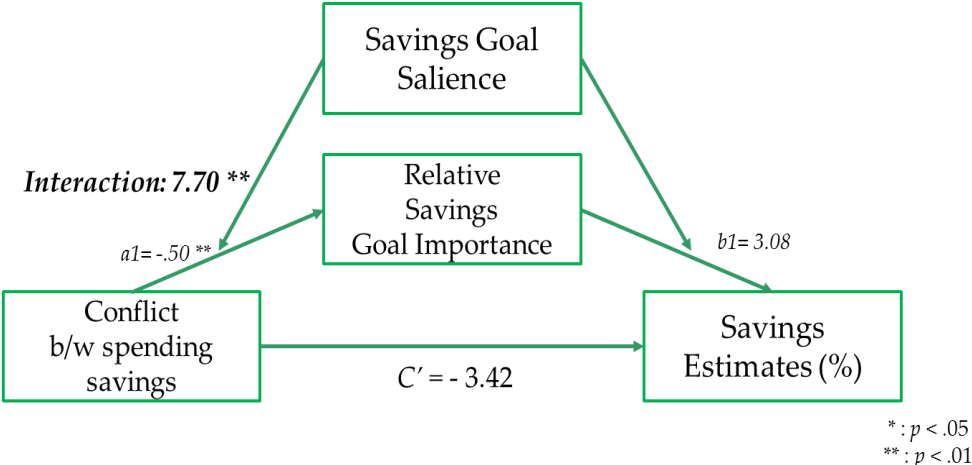 Savings Goal
Salience
Interaction: 7.70 **
Relative
Savings
Goal Importance
a1= -.50 **
b1= 3.08
Conflict
b/w spending
savings
C’ = - 3.42
Savings
Estimates (%)
* : p < .05
** : p < .01